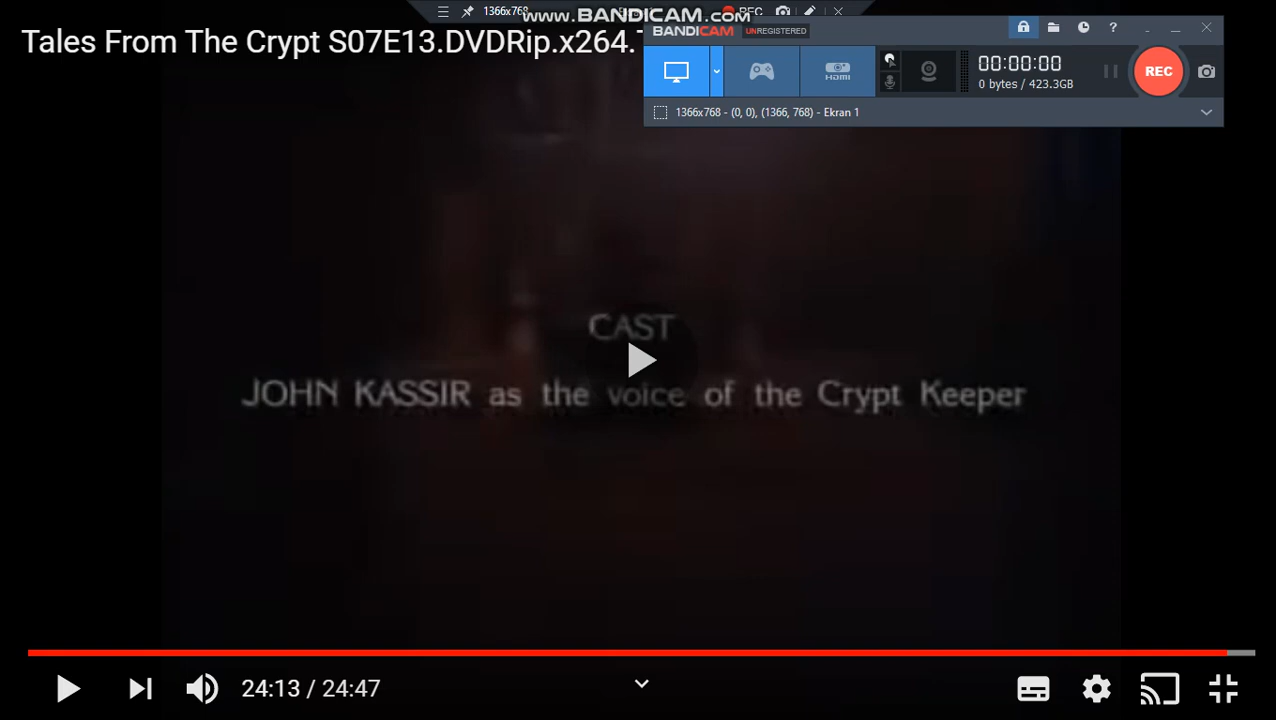 1366x768
REC
www.BANDICAM.com
Tales From The Crypt S07E13.DVDRip.x264.
BANDICAM UNREGISTERED
HDMI
00:00:00
0 bytes / 423.3GB
REC
1366x768 - (0, 0), (1366, 768) - Ekran 1
CAST
JOHN KASSIR as the voice of the Crypt Keeper
24:13 / 24:47